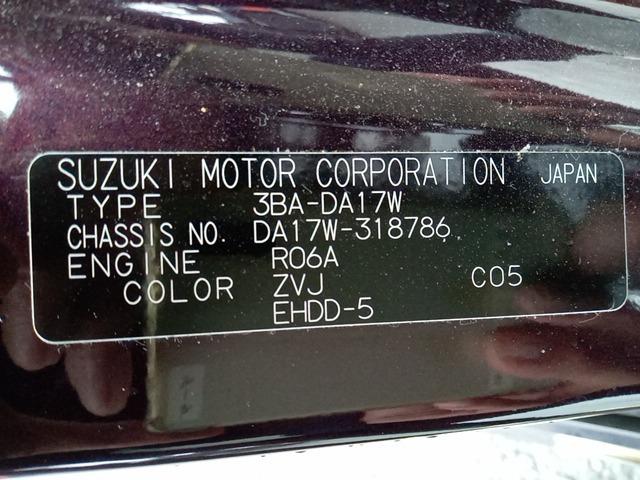 SUZUKI MOTOR CORPORATION JAPAN
TYPE 3BA-DA17W
CHASSIS NO. DA17W-318786
ENGINE R06A
COLOR ZVJ C05
EHDD-5